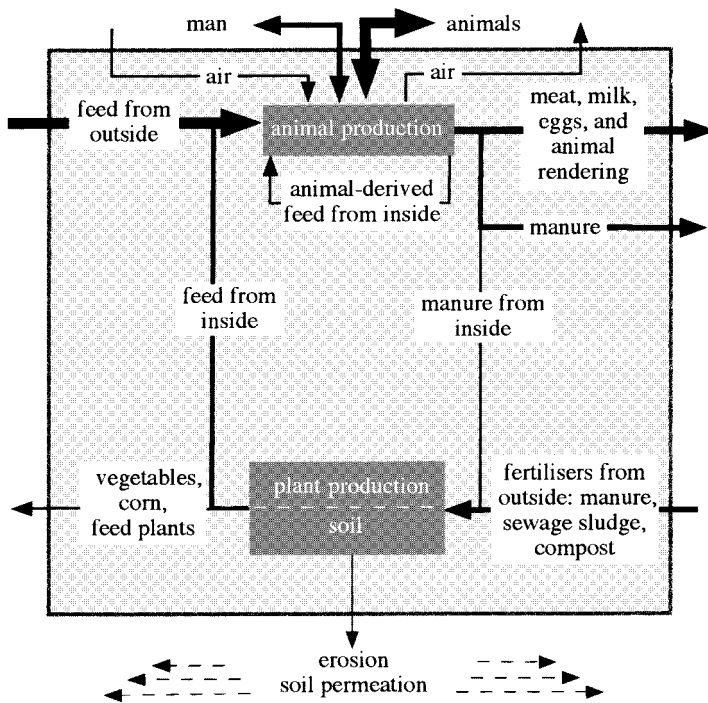 man
animals
air
air
feed from
outside
animal production
meat, milk,
eggs, and
animal
rendering
animal-derived
feed from inside
manure
feed from
inside
manure from
inside
vegetables,
corn,
feed plants
plant production
soil
fertilisers from
outside: manure,
sewage sludge,
compost
erosion
soil permeation